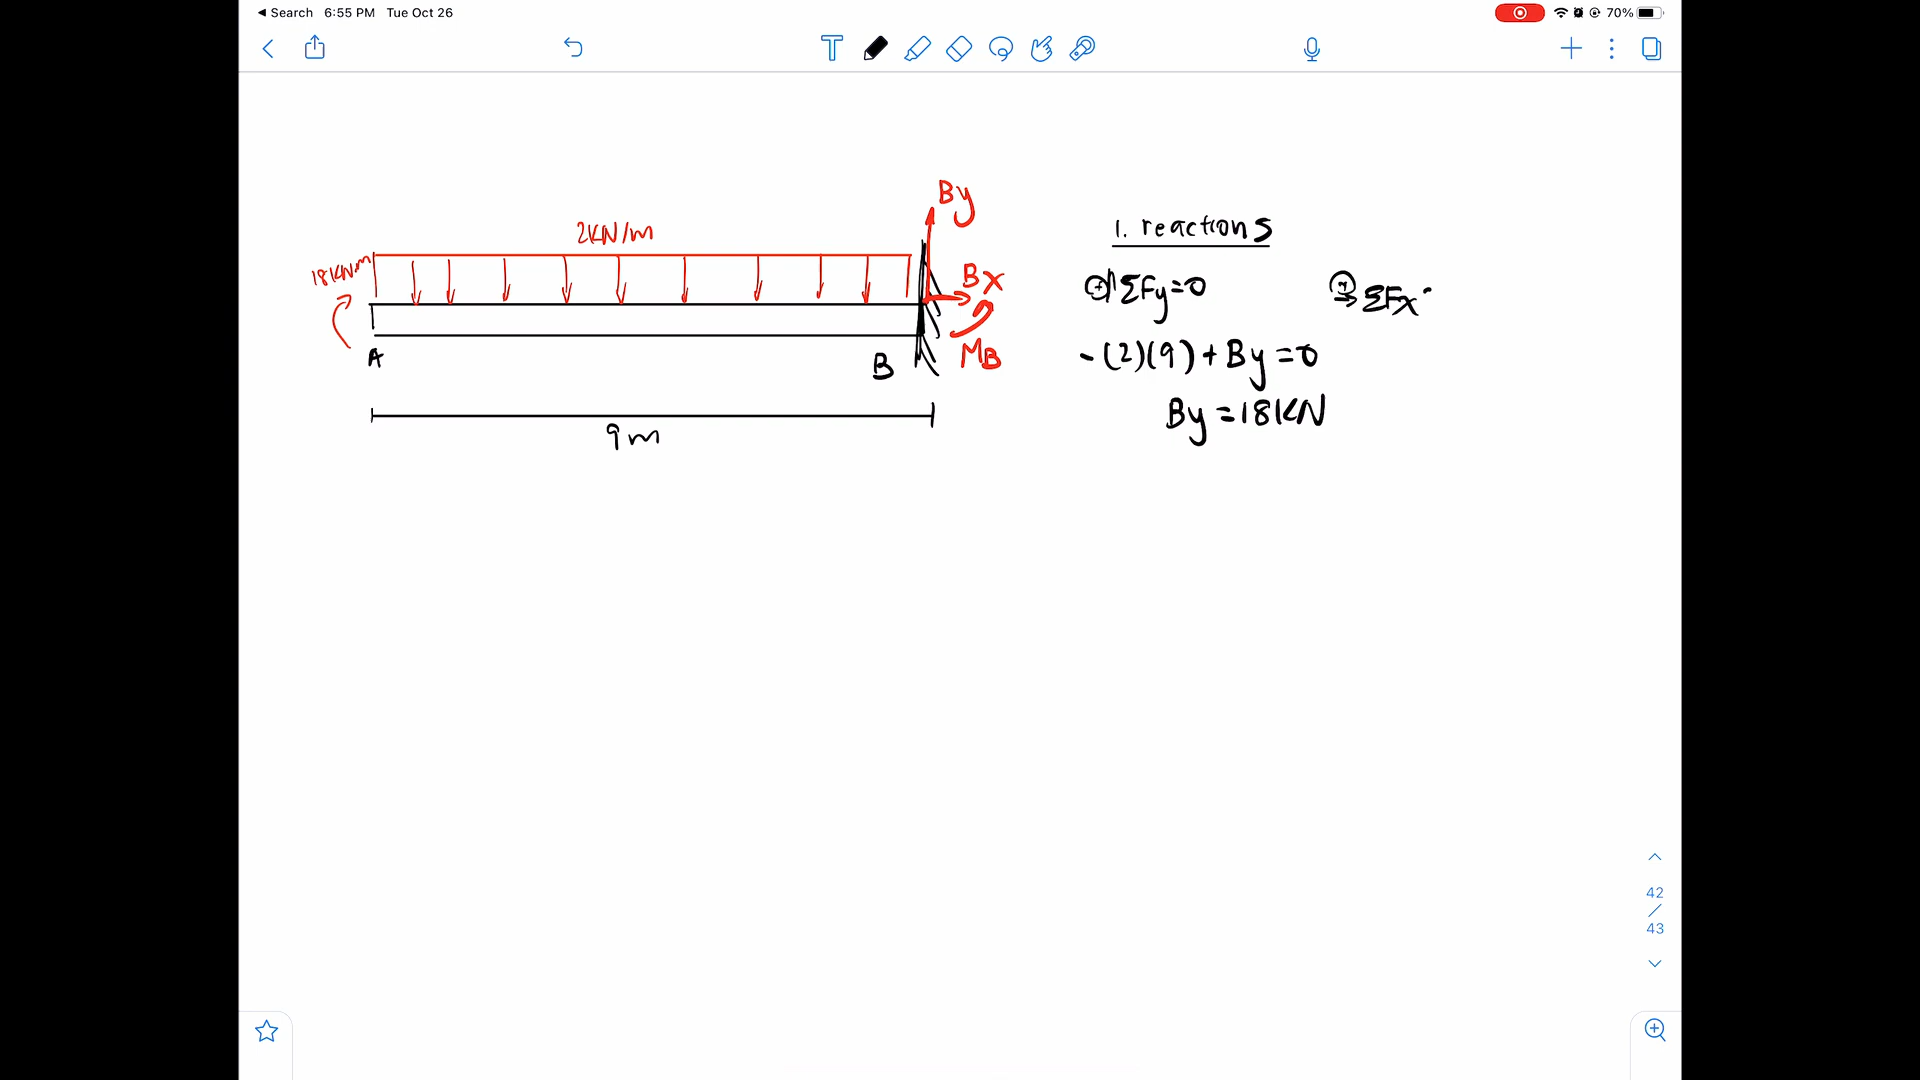 ◀ Search 6:55 PM Tue Oct 26
70%
By
2KN/m
1. reactions
18KN.m
Bx
+↑ΣFy=0
+→ΣFx
A
B
MB
-(2)(9)+By=0
By=18KN
9m
42
/
43